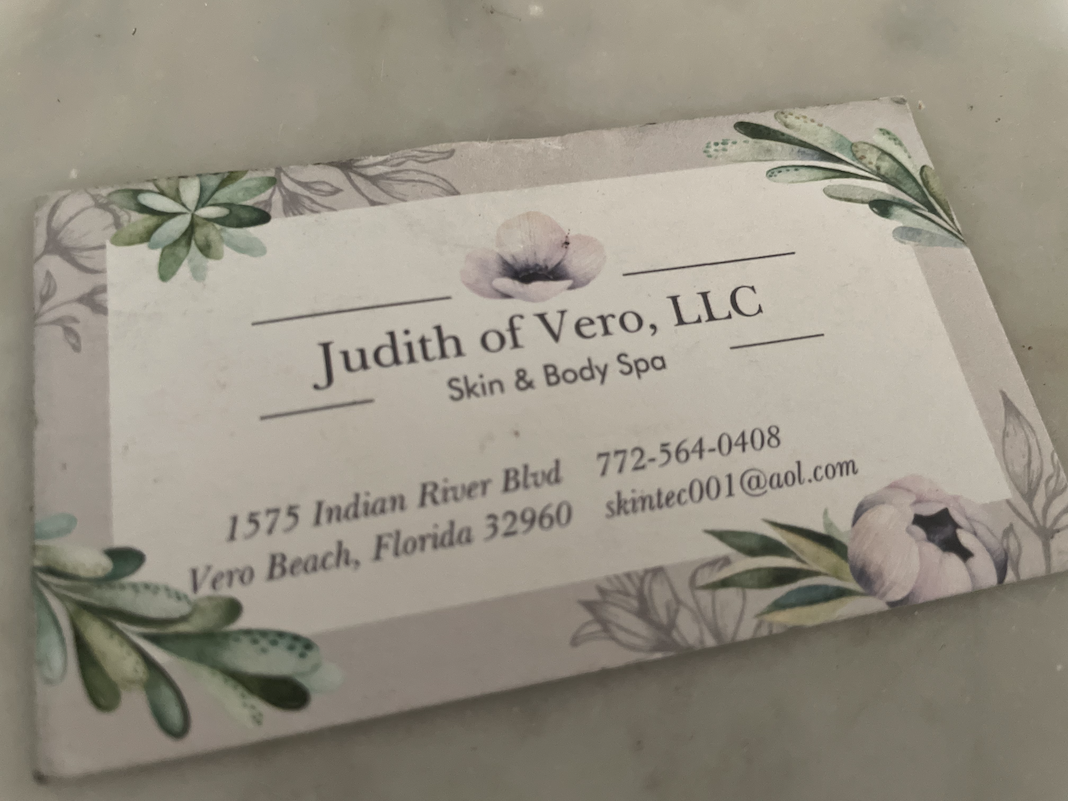 Judith of Vero, LLC
Skin & Body Spa
1575 Indian River Blvd
Vero Beach, Florida 32960
772-564-0408
skintec001@aol.com